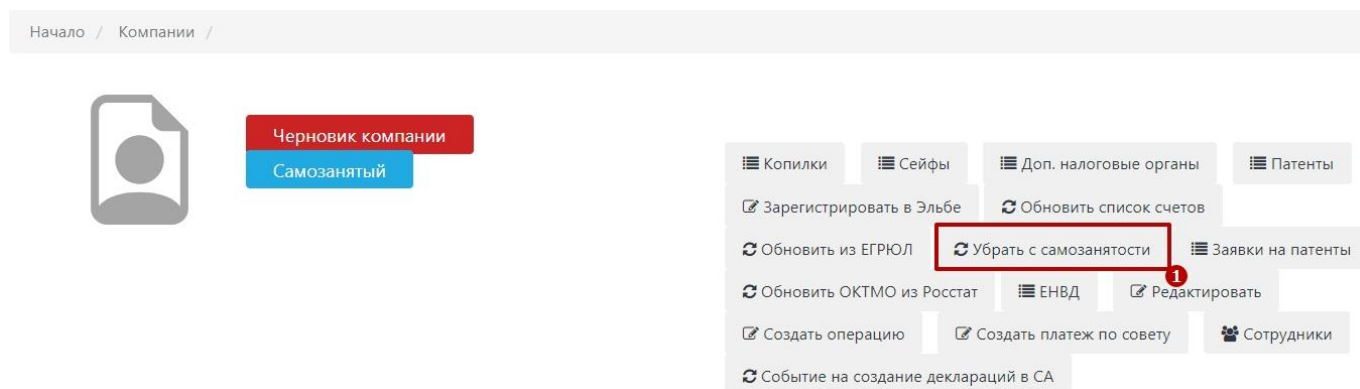 Начало / Компании /
Черновик компании
Самозанятый
Копилки Сейфы Доп. налоговые органы Патенты
Зарегистрировать в Эльбе Обновить список счетов
Обновить из ЕГРЮЛ Убрать с самозанятости Заявки на патенты
1
Обновить ОКТМО из Росстат ЕНВД Редактировать
Создать операцию Создать платеж по совету Сотрудники
Событие на создание деклараций в СА